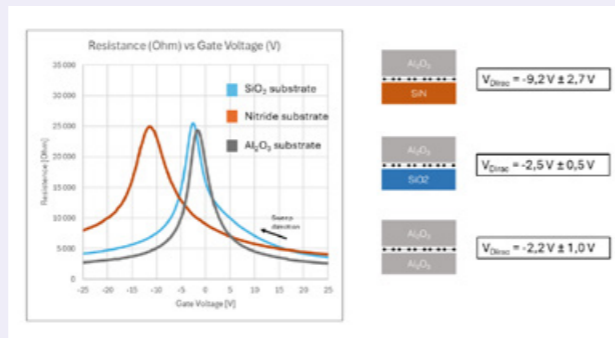 Resistance (Ohm) vs Gate Voltage (V)
Resistance [Ohm]
35 000
30 000
25 000
20 000
15 000
10 000
5 000
0
SiO₂ substrate
Nitride substrate
Al₂O₃ substrate
Sweep
direction
-25 -20 -15 -10 -5 0 5 10 15 20 25
Gate Voltage [V]
Al₂O₃
SiN
V_Dirac = -9,2 V ± 2,7 V
Al₂O₃
SiO2
V_Dirac = -2,5 V ± 0,5 V
Al₂O₃
Al₂O₃
V_Dirac = -2,2 V ± 1,0 V